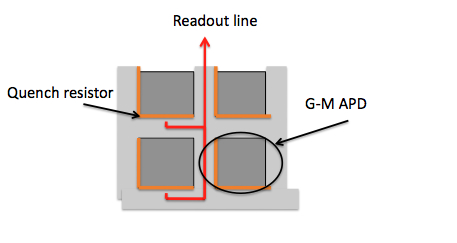 Readout line
Quench resistor
G-M APD